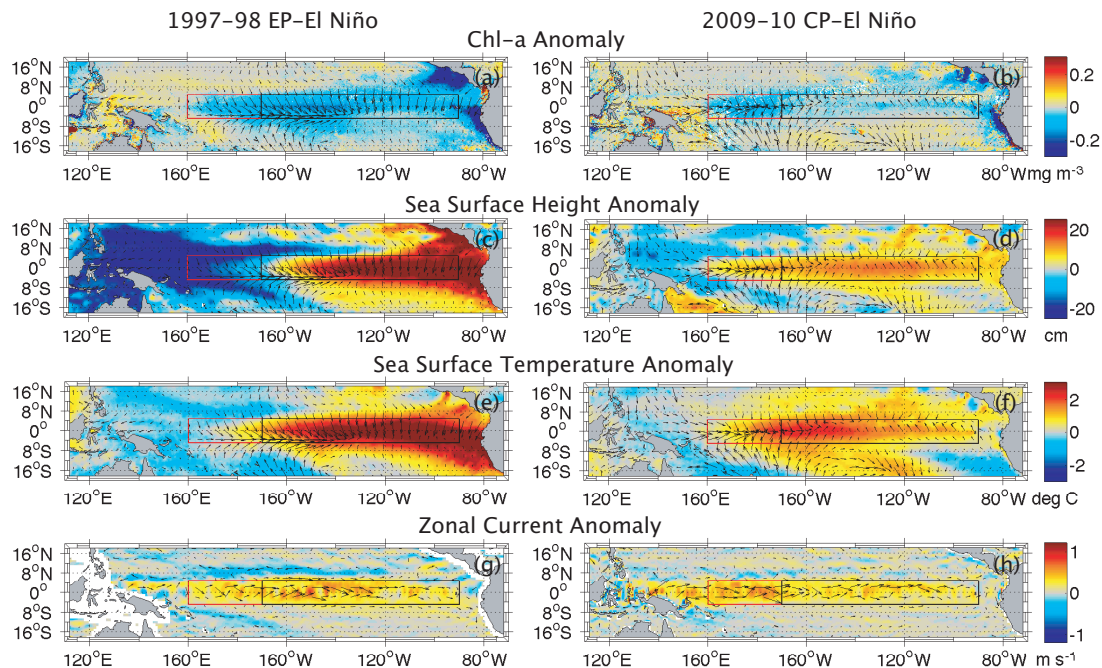 1997-98 EP-El Niño 2009-10 CP-El Niño
Chl-a Anomaly
16°N 8°N 0° 8°S 16°S
(a) (b)
0.2 0 -0.2
mg m⁻³
120°E 160°E 160°W 120°W 80°W 120°E 160°E 160°W 120°W 80°W
Sea Surface Height Anomaly
16°N 8°N 0° 8°S 16°S 16°N 8°N 0° 8°S 16°S
(c) (d)
20 0 -20
cm
120°E 160°E 160°W 120°W 80°W 120°E 160°E 160°W 120°W 80°W
Sea Surface Temperature Anomaly
16°N 8°N 0° 8°S 16°S 16°N 8°N 0° 8°S 16°S
(e) (f)
2 0 -2
deg C
120°E 160°E 160°W 120°W 80°W 120°E 160°E 160°W 120°W 80°W
Zonal Current Anomaly
16°N 8°N 0° 8°S 16°S 16°N 8°N 0° 8°S 16°S
(g) (h)
1 0 -1
m s⁻¹
120°E 160°E 160°W 120°W 80°W 120°E 160°E 160°W 120°W 80°W